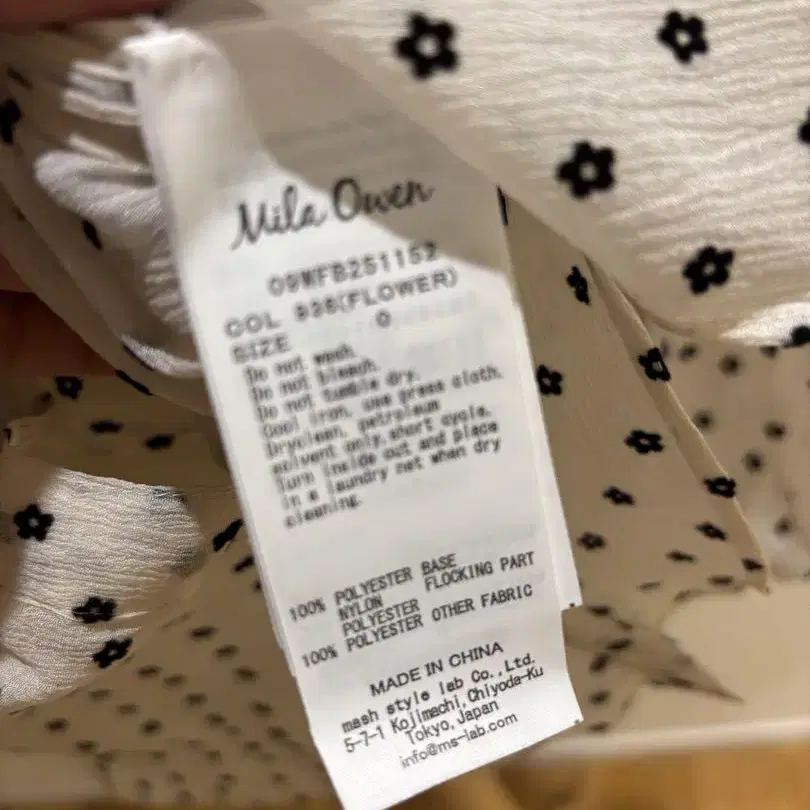 Mila Owen
09WFB251152
COL 936(FLOWER)
SIZE 0
Do not wash.
Do not bleach.
Do not tumble dry.
Cool iron, use press cloth.
Dryclean, petroleum
solvent only,short cycle.
Turn inside out and place
in a laundry net when dry
cleaning.
100% POLYESTER BASE
NYLON FLOCKING PART
POLYESTER
100% POLYESTER OTHER FABRIC
MADE IN CHINA
mash style lab Co.,Ltd.
5-7-1 Kojimachi,Chiyoda-Ku
Tokyo,Japan
info@ms-lab.com